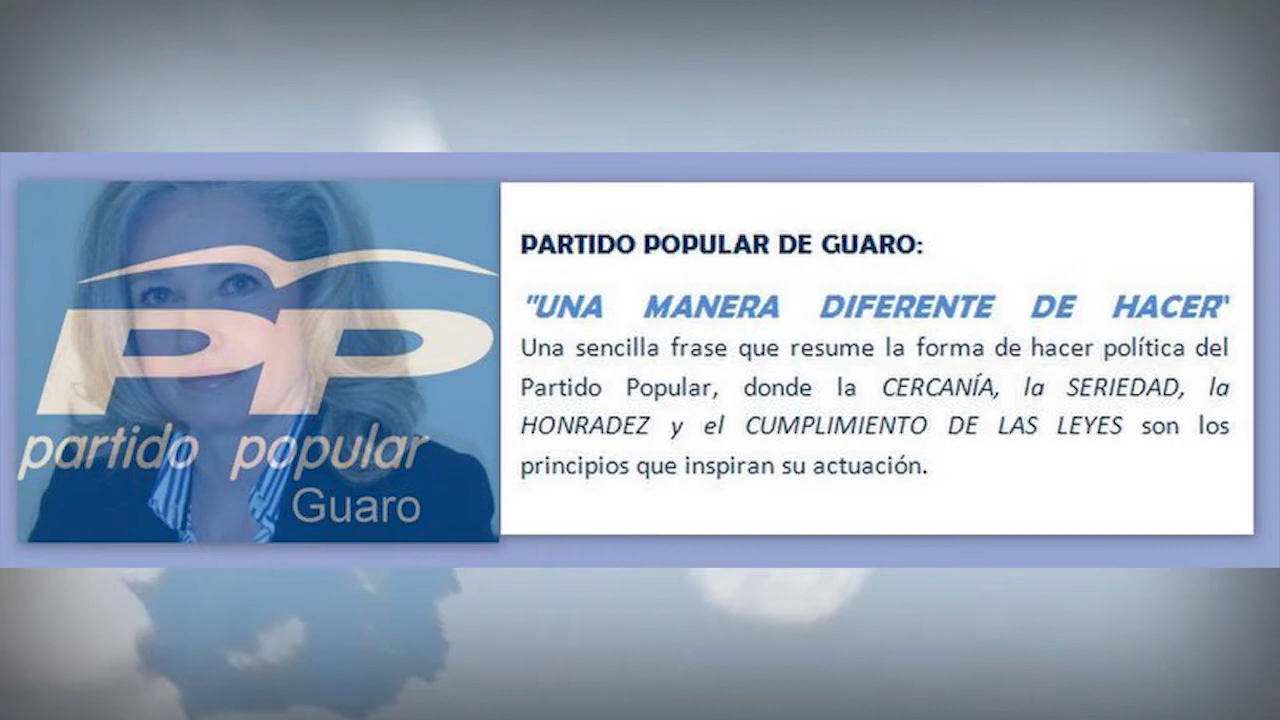 PP
partido popular
Guaro
PARTIDO POPULAR DE GUARO:
"UNA MANERA DIFERENTE DE HACER"
Una sencilla frase que resume la forma de hacer política del
Partido Popular, donde la CERCANÍA, la SERIEDAD, la
HONRADEZ y el CUMPLIMIENTO DE LAS LEYES son los
principios que inspiran su actuación.